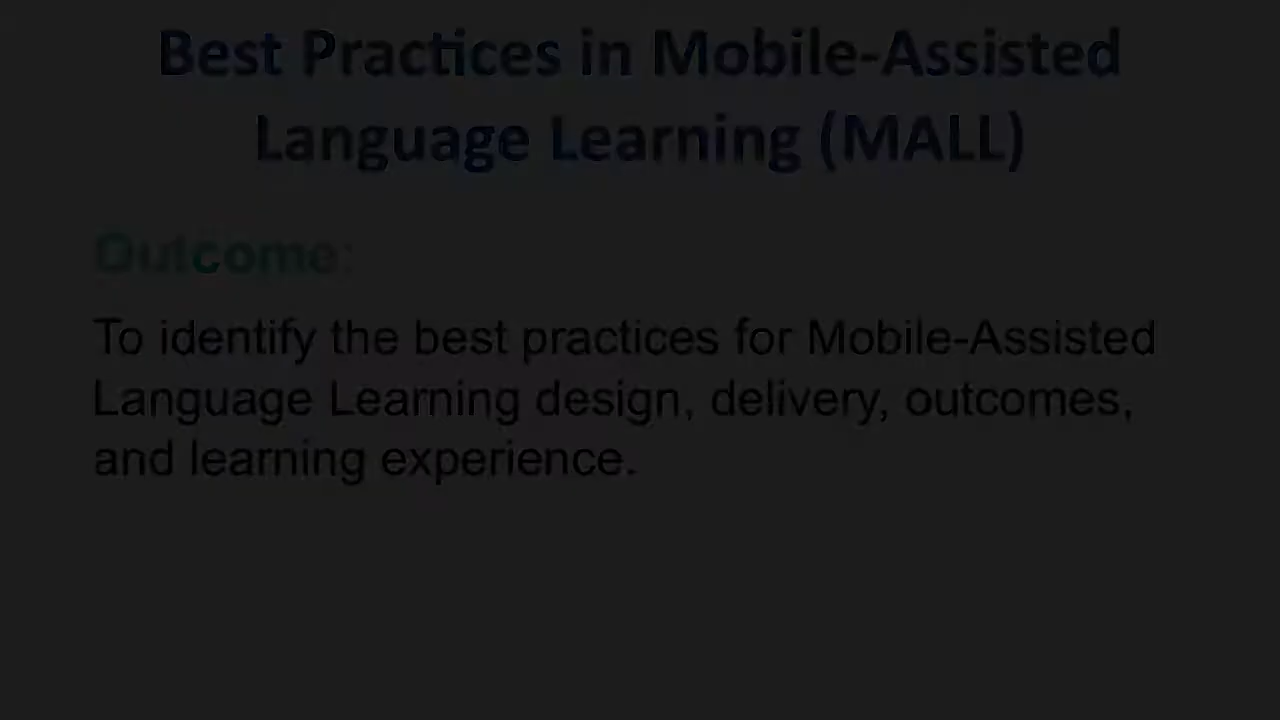 Best Practices in Mobile-Assisted
Language Learning (MALL)
Outcome:
To identify the best practices for Mobile-Assisted
Language Learning design, delivery, outcomes,
and learning experience.